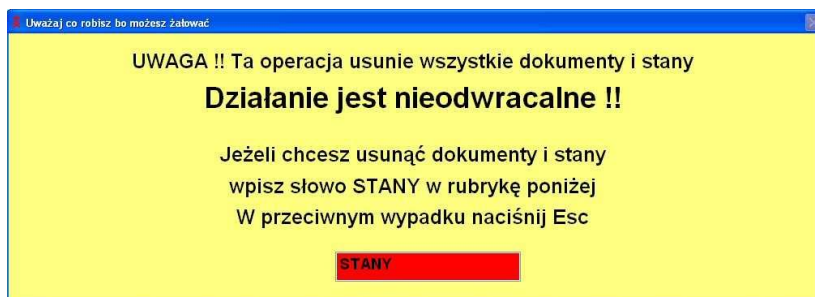 Uważaj co robisz bo możesz żałować
UWAGA !! Ta operacja usunie wszystkie dokumenty i stany
Działanie jest nieodwracalne !!
Jeżeli chcesz usunąć dokumenty i stany
wpisz słowo STANY w rubrykę poniżej
W przeciwnym wypadku naciśnij Esc
STANY